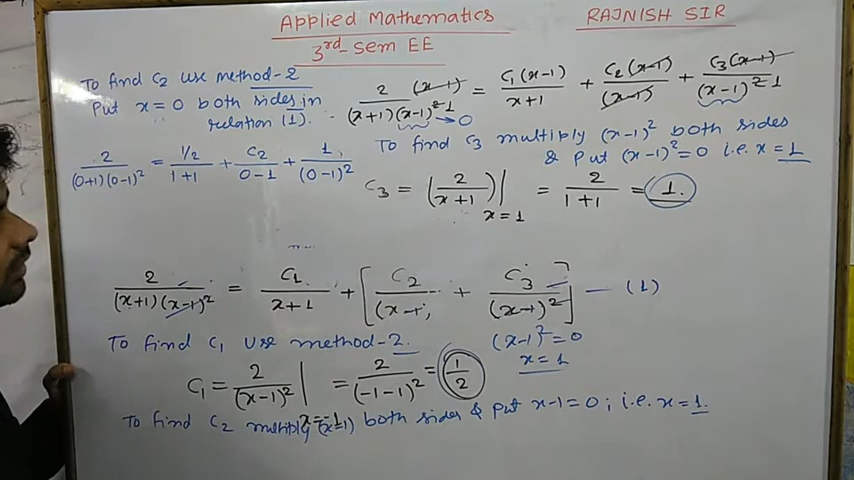 Applied Mathematics RAJNISH SIR
3rd-Sem EE
To find C2 use method-2
Put x=0 both sides in
relation (1).
2 (x-1) / (x+1)(x-1)^2 1 = C1(x-1) / x+1 + C2(x-1) / (x-1) + C3(x-1) / (x-1)^2 1
→0
To find C3 multiply (x-1)^2 both sides
& Put (x-1)^2=0 i.e. x=1
2 / (0+1)(0-1)^2 = 1/2 / 1+1 + C2 / 0-1 + 1 / (0-1)^2
C3 = (2 / x+1)| x=1 = 2 / 1+1 = 1.
2 / (x+1)(x-1)^2 = C1 / x+1 + [C2 / (x-1) + C3 / (x-1)^2] — (1)
To find C1 use method-2.
(x-1)^2=0
x=1
C1 = 2 / (x-1)^2 | x=-1 = 2 / (-1-1)^2 = 1/2
To find C2 multiply (x-1) both sides & put x-1=0; i.e. x=1.